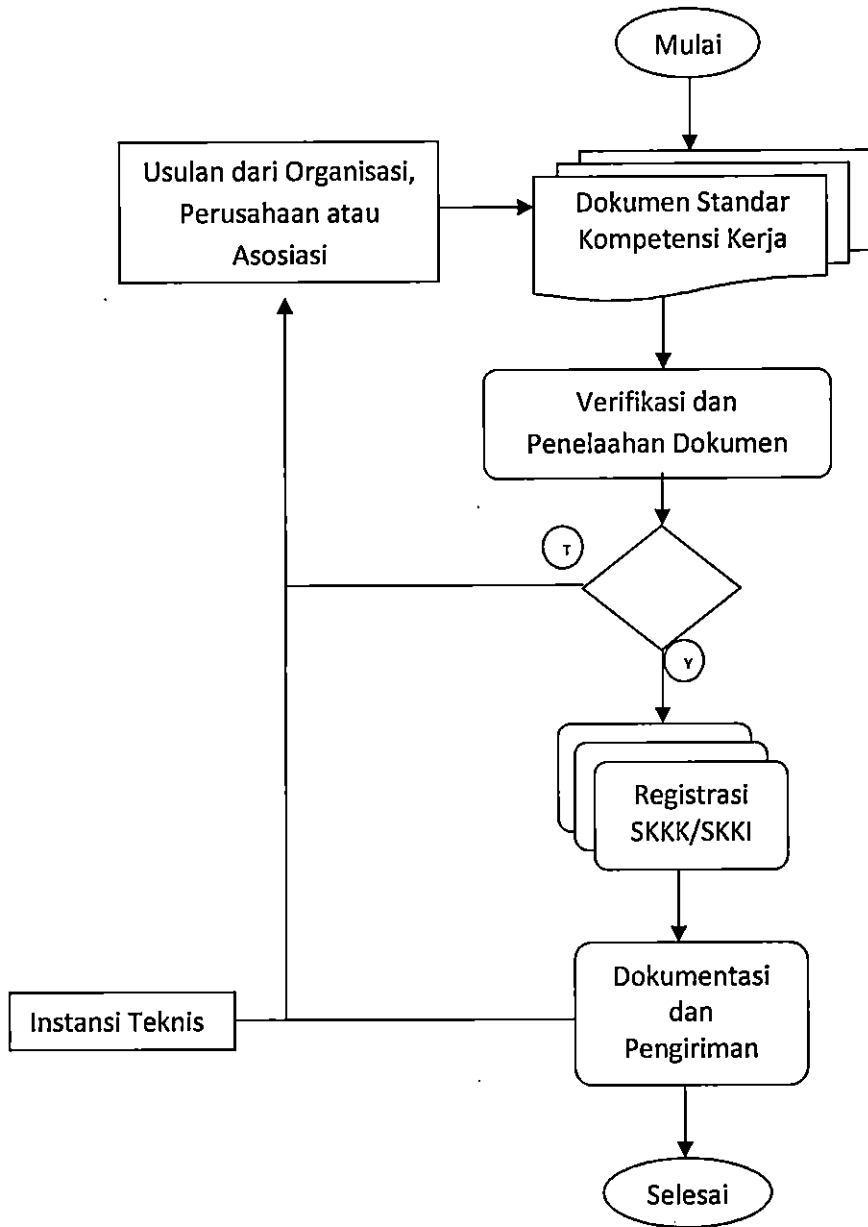 Mulai
Usulan dari Organisasi,
Perusahaan atau
Asosiasi
Dokumen Standar
Kompetensi Kerja
Verifikasi dan
Penelaahan Dokumen
T
Y
Registrasi
SKKK/SKKI
Dokumentasi
dan
Pengiriman
Instansi Teknis
Selesai